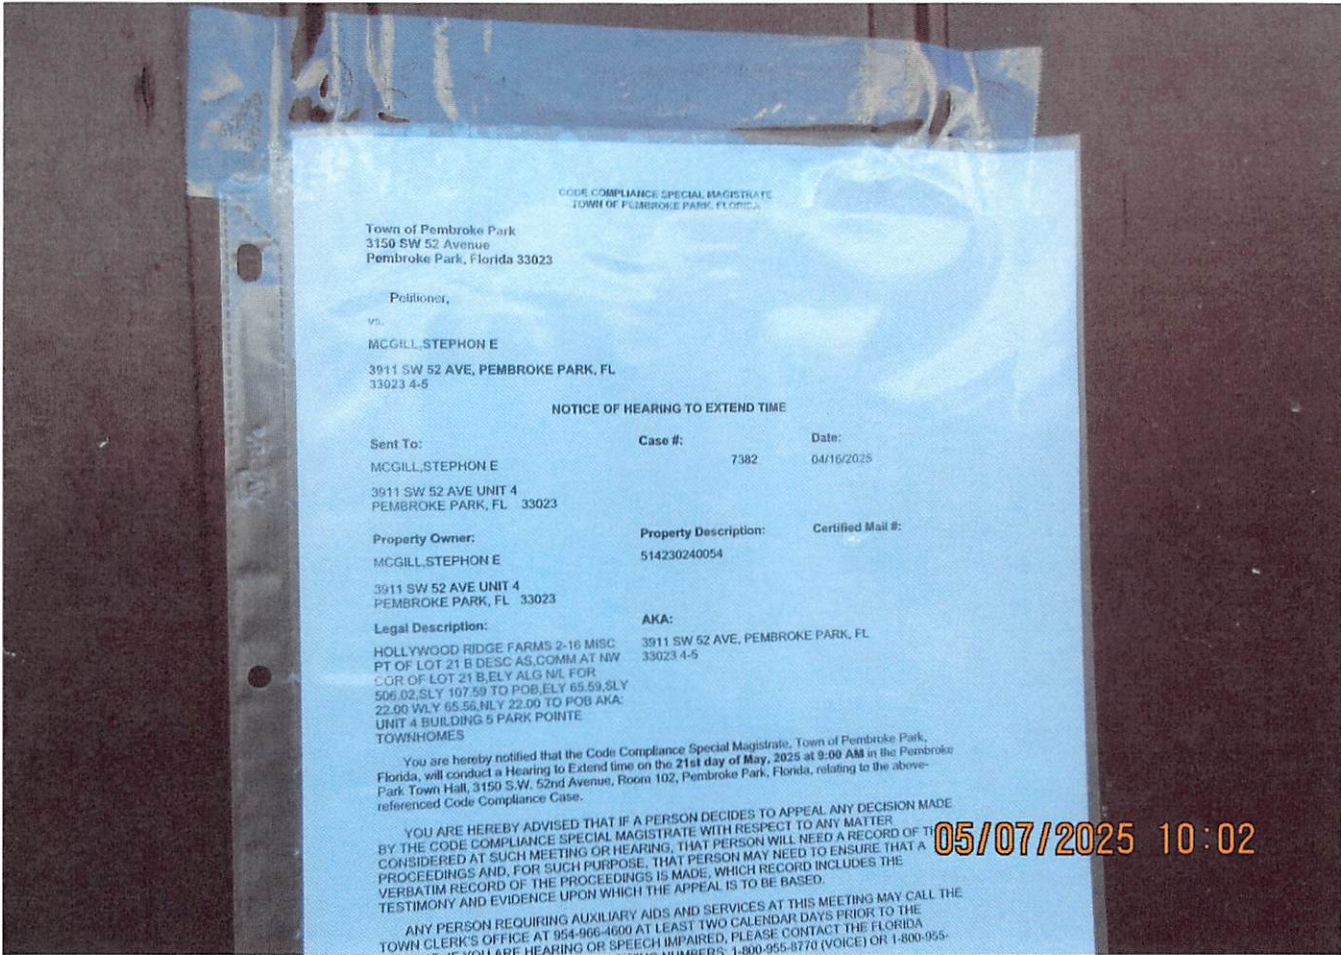 CODE COMPLIANCE SPECIAL MAGISTRATE
TOWN OF PEMBROKE PARK, FLORIDA
Town of Pembroke Park
3150 SW 52 Avenue
Pembroke Park, Florida 33023
Petitioner,
vs.
MCGILL,STEPHON E
3911 SW 52 AVE, PEMBROKE PARK, FL
33023 4-5
NOTICE OF HEARING TO EXTEND TIME
Sent To: Case #: Date:
MCGILL,STEPHON E 7382 04/16/2025
3911 SW 52 AVE UNIT 4
PEMBROKE PARK, FL 33023
Property Owner: Property Description: Certified Mail #:
MCGILL,STEPHON E 514230240054
3911 SW 52 AVE UNIT 4
PEMBROKE PARK, FL 33023
Legal Description: AKA:
HOLLYWOOD RIDGE FARMS 2-16 MISC 3911 SW 52 AVE, PEMBROKE PARK, FL
PT OF LOT 21 B DESC AS,COMM AT NW 33023 4-5
COR OF LOT 21 B,ELY ALG N/L FOR
506.02,SLY 107.59 TO POB,ELY 65.59,SLY
22.00 WLY 65.56,NLY 22.00 TO POB AKA:
UNIT 4 BUILDING 5 PARK POINTE
TOWNHOMES
You are hereby notified that the Code Compliance Special Magistrate, Town of Pembroke Park,
Florida, will conduct a Hearing to Extend time on the 21st day of May, 2025 at 9:00 AM in the Pembroke
Park Town Hall, 3150 S.W. 52nd Avenue, Room 102, Pembroke Park, Florida, relating to the above-
referenced Code Compliance Case.
YOU ARE HEREBY ADVISED THAT IF A PERSON DECIDES TO APPEAL ANY DECISION MADE
BY THE CODE COMPLIANCE SPECIAL MAGISTRATE WITH RESPECT TO ANY MATTER
CONSIDERED AT SUCH MEETING OR HEARING, THAT PERSON WILL NEED A RECORD OF
PROCEEDINGS AND, FOR SUCH PURPOSE, THAT PERSON MAY NEED TO ENSURE THAT A
VERBATIM RECORD OF THE PROCEEDINGS IS MADE, WHICH RECORD INCLUDES THE
TESTIMONY AND EVIDENCE UPON WHICH THE APPEAL IS TO BE BASED.
05/07/2025 10:02
ANY PERSON REQUIRING AUXILIARY AIDS AND SERVICES AT THIS MEETING MAY CALL THE
TOWN CLERK'S OFFICE AT 954-966-4600 AT LEAST TWO CALENDAR DAYS PRIOR TO THE
IF YOU ARE HEARING OR SPEECH IMPAIRED, PLEASE CONTACT THE FLORIDA
NUMBERS: 1-800-955-8770 (VOICE) OR 1-800-955-